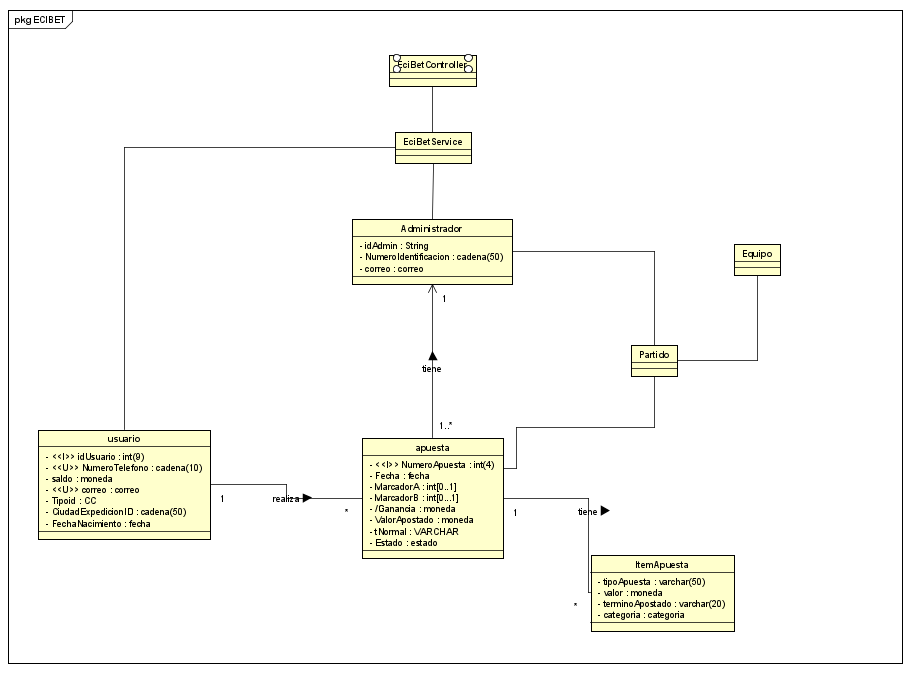 pkg ECIBET
EciBetController
EciBetService
Administrador
- idAdmin : String
- NumeroIdentificacion : cadena(50)
- correo : correo
Equipo
1
Partido
tiene
1..*
usuario
- <<I>> idUsuario : int(9)
- <<U>> NumeroTelefono : cadena(10)
- saldo : moneda
- <<U>> correo : correo
- Tipoid : CC
- CiudadExpedicionID : cadena(50)
- FechaNacimiento : fecha
1
realiza
*
apuesta
- <<I>> NumeroApuesta : int(4)
- Fecha : fecha
- MarcadorA : int[0..1]
- MarcadorB : int[0...1]
- /Ganancia : moneda
- ValorApostado : moneda
- tNormal : VARCHAR
- Estado : estado
1
tiene
*
ItemApuesta
- tipoApuesta : varchar(50)
- valor : moneda
- terminoApostado : varchar(20)
- categoria : categoria